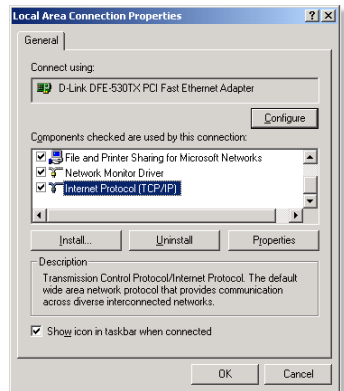 Local Area Connection Properties
General
Connect using:
D-Link DFE-530TX PCI Fast Ethernet Adapter
Configure
Components checked are used by this connection:
File and Printer Sharing for Microsoft Networks
Network Monitor Driver
Internet Protocol (TCP/IP)
Install... Uninstall Properties
Description
Transmission Control Protocol/Internet Protocol. The default
wide area network protocol that provides communication
across diverse interconnected networks.
Show icon in taskbar when connected
OK Cancel